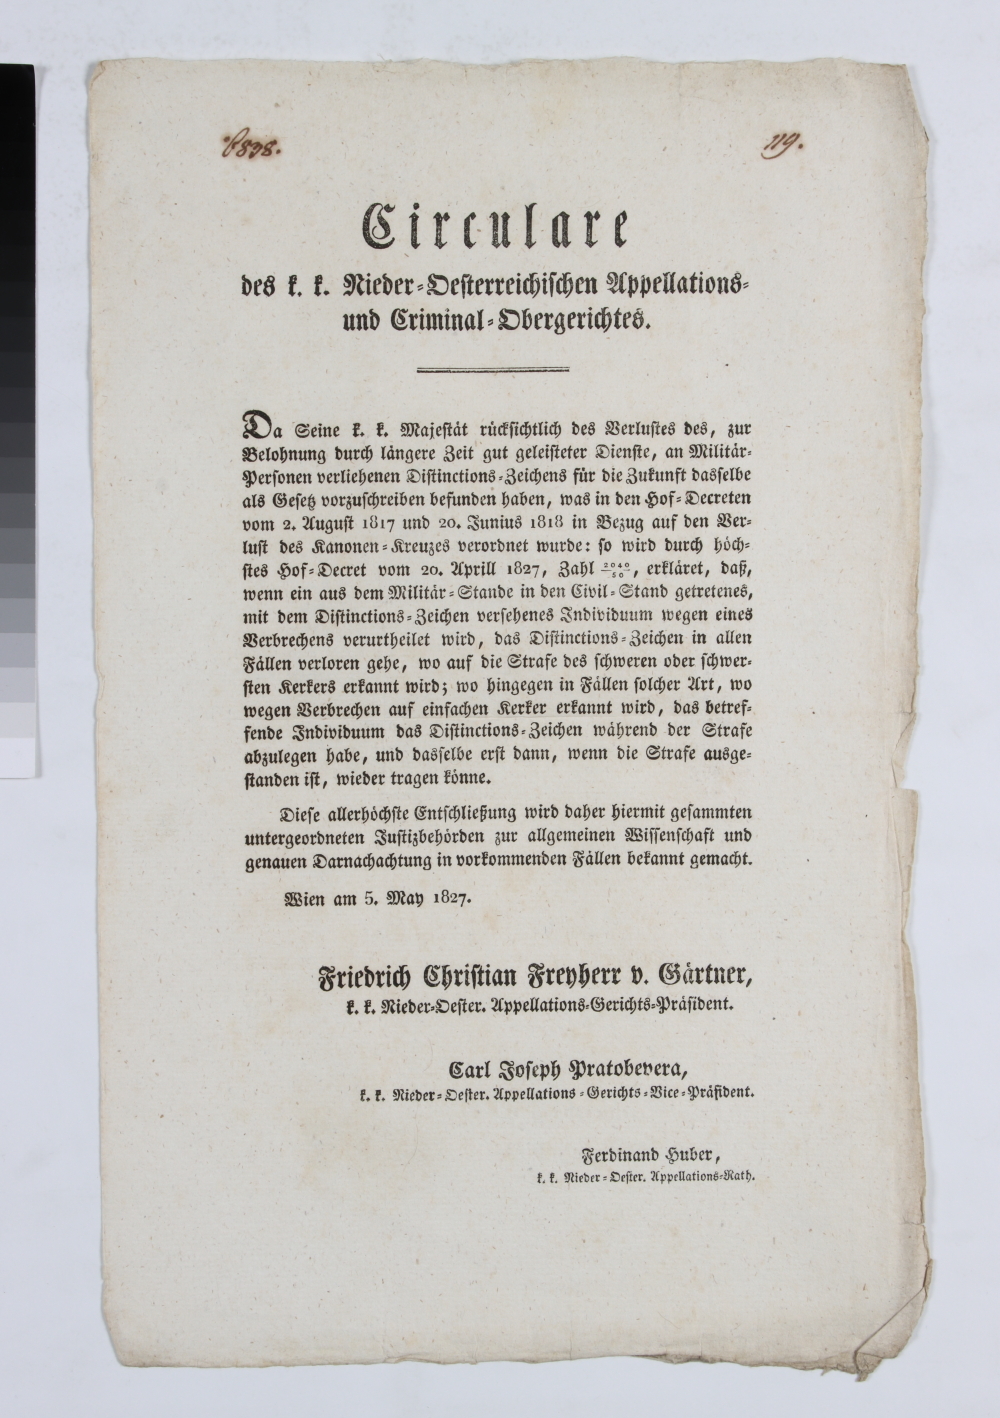 6838.
119.
Circulare
des k. k. Nieder-Oesterreichischen Appellations-
und Criminal-Obergerichtes.
Da Seine k. k. Majestät rücksichtlich des Verlustes des, zur
Belohnung durch längere Zeit gut geleisteter Dienste, an Militär-
Personen verliehenen Distinctions-Zeichens für die Zukunft dasselbe
als Gesetz vorzuschreiben befunden haben, was in den Hof-Decreten
vom 2. August 1817 und 20. Junius 1818 in Bezug auf den Ver-
lust des Kanonen-Kreuzes verordnet wurde: so wird durch höch-
stes Hof-Decret vom 20. Aprill 1827, Zahl 2040/50, erkläret, daß,
wenn ein aus dem Militär-Stande in den Civil-Stand getretenes,
mit dem Distinctions-Zeichen versehenes Individuum wegen eines
Verbrechens verurtheilet wird, das Distinctions-Zeichen in allen
Fällen verloren gehe, wo auf die Strafe des schweren oder schwer-
sten Kerkers erkannt wird; wo hingegen in Fällen solcher Art, wo
wegen Verbrechen auf einfachen Kerker erkannt wird, das betref-
fende Individuum das Distinctions-Zeichen während der Strafe
abzulegen habe, und dasselbe erst dann, wenn die Strafe ausge-
standen ist, wieder tragen könne.
Diese allerhöchste Entschließung wird daher hiermit gesammten
untergeordneten Justizbehörden zur allgemeinen Wissenschaft und
genauen Darnachachtung in vorkommenden Fällen bekannt gemacht.
Wien am 5. May 1827.
Friedrich Christian Freyherr v. Gärtner,
k. k. Nieder-Oester. Appellations-Gerichts-Präsident.
Carl Joseph Pratobevera,
k. k. Nieder-Oester. Appellations-Gerichts-Vice-Präsident.
Ferdinand Huber,
k. k. Nieder-Oester. Appellations-Rath.